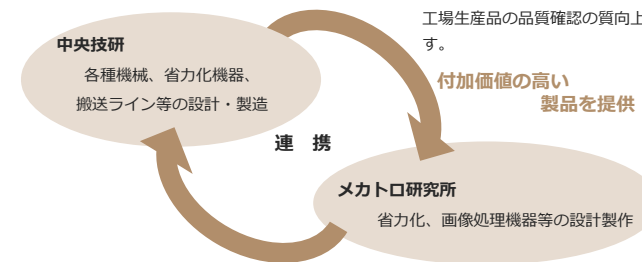 工場生産品の品質確認の質向上
す。
中央技研
各種機械、省力化機器、
搬送ライン等の設計・製造
付加価値の高い
製品を提供
連 携
メカトロ研究所
省力化、画像処理機器等の設計製作